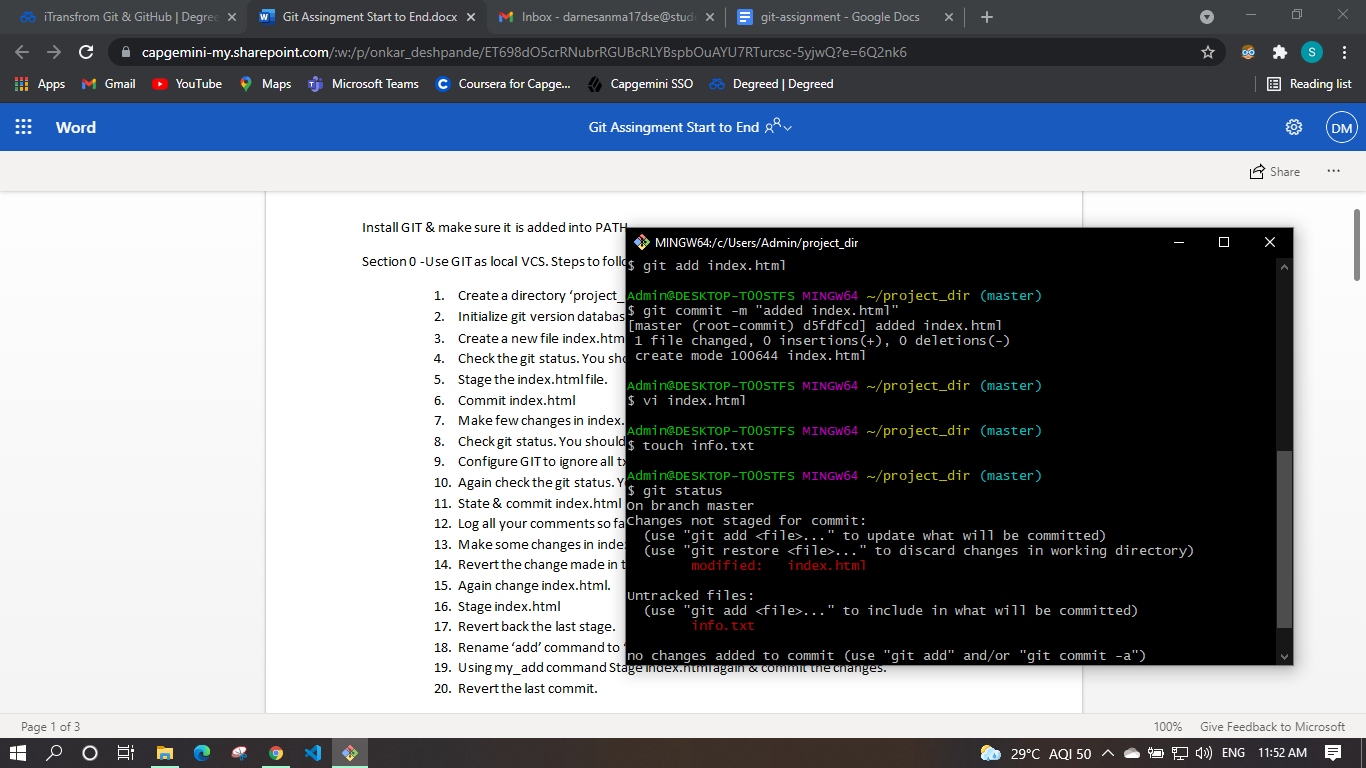 iTransfrom Git & GitHub | Degree
Git Assingment Start to End.docx
Inbox - darnesanma17dse@stud
git-assignment - Google Docs
capgemini-my.sharepoint.com/:w:/p/onkar_deshpande/ET698dO5crRNubrRGUBcRLYBspbOuAYU7RTurcsc-5yjwQ?e=6Q2nk6
S
Apps
Gmail
YouTube
Maps
Microsoft Teams
Coursera for Capge...
Capgemini SSO
Degreed | Degreed
Reading list
Word
Git Assingment Start to End
DM
Share
Install GIT & make sure it is added into PATH
Section 0 -Use GIT as local VCS. Steps to follo
1. Create a directory ‘project_
2. Initialize git version databas
3. Create a new file index.htm
4. Check the git status. You sho
5. Stage the index.html file.
6. Commit index.html
7. Make few changes in index.
8. Check git status. You should
9. Configure GIT to ignore all tx
10. Again check the git status. Y
11. State & commit index.html
12. Log all your comments so fa
13. Make some changes in index
14. Revert the change made in t
15. Again change index.html.
16. Stage index.html
17. Revert back the last stage.
18. Rename ‘add’ command to ‘
19. Using my_add command Stage index.html again & commit the changes.
20. Revert the last commit.
MINGW64:/c/Users/Admin/project_dir
$ git add index.html
Admin@DESKTOP-T00STFS MINGW64 ~/project_dir (master)
$ git commit -m "added index.html"
[master (root-commit) d5fdfcd] added index.html
1 file changed, 0 insertions(+), 0 deletions(-)
create mode 100644 index.html
Admin@DESKTOP-T00STFS MINGW64 ~/project_dir (master)
$ vi index.html
Admin@DESKTOP-T00STFS MINGW64 ~/project_dir (master)
$ touch info.txt
Admin@DESKTOP-T00STFS MINGW64 ~/project_dir (master)
$ git status
On branch master
Changes not staged for commit:
(use "git add <file>..." to update what will be committed)
(use "git restore <file>..." to discard changes in working directory)
modified: index.html
Untracked files:
(use "git add <file>..." to include in what will be committed)
info.txt
no changes added to commit (use "git add" and/or "git commit -a")
Page 1 of 3
100%
Give Feedback to Microsoft
29°C AQI 50
ENG
11:52 AM